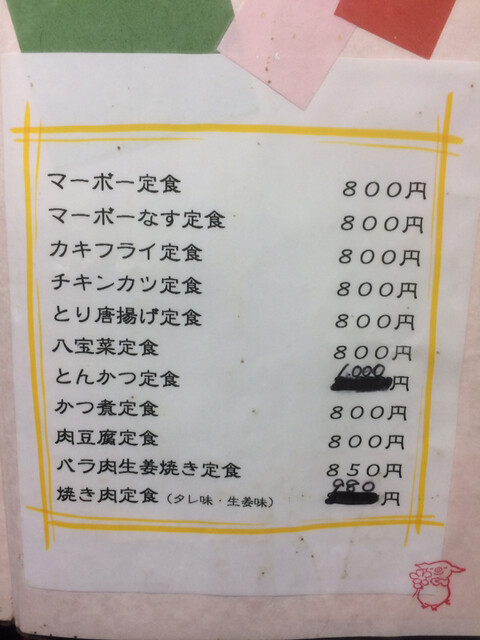 マーボー定食 800円
マーボーなす定食 800円
カキフライ定食 800円
チキンカツ定食 800円
とり唐揚げ定食 800円
八宝菜定食 800円
とんかつ定食 1,000円
かつ煮定食 800円
肉豆腐定食 800円
バラ肉生姜焼き定食 850円
焼き肉定食（タレ味・生姜味） 980円